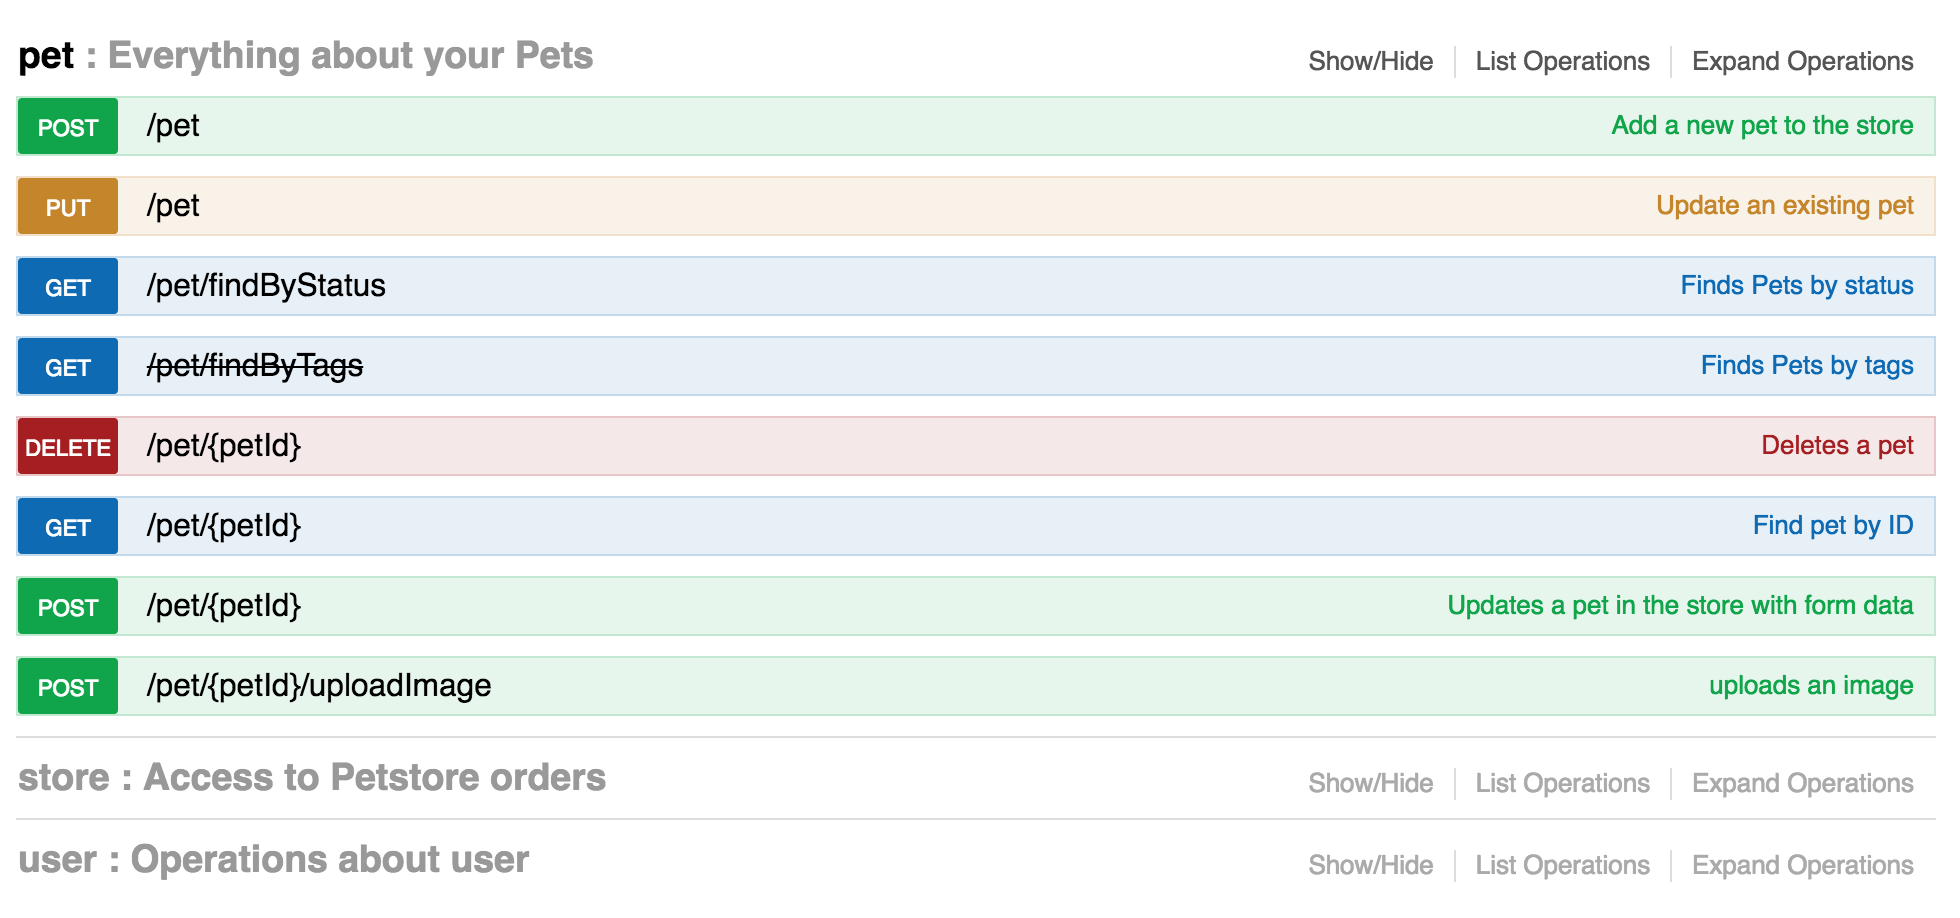 pet : Everything about your Pets Show/Hide List Operations Expand Operations
POST /pet Add a new pet to the store
PUT /pet Update an existing pet
GET /pet/findByStatus Finds Pets by status
GET /pet/findByTags Finds Pets by tags
DELETE /pet/{petId} Deletes a pet
GET /pet/{petId} Find pet by ID
POST /pet/{petId} Updates a pet in the store with form data
POST /pet/{petId}/uploadImage uploads an image
store : Access to Petstore orders Show/Hide List Operations Expand Operations
user : Operations about user Show/Hide List Operations Expand Operations